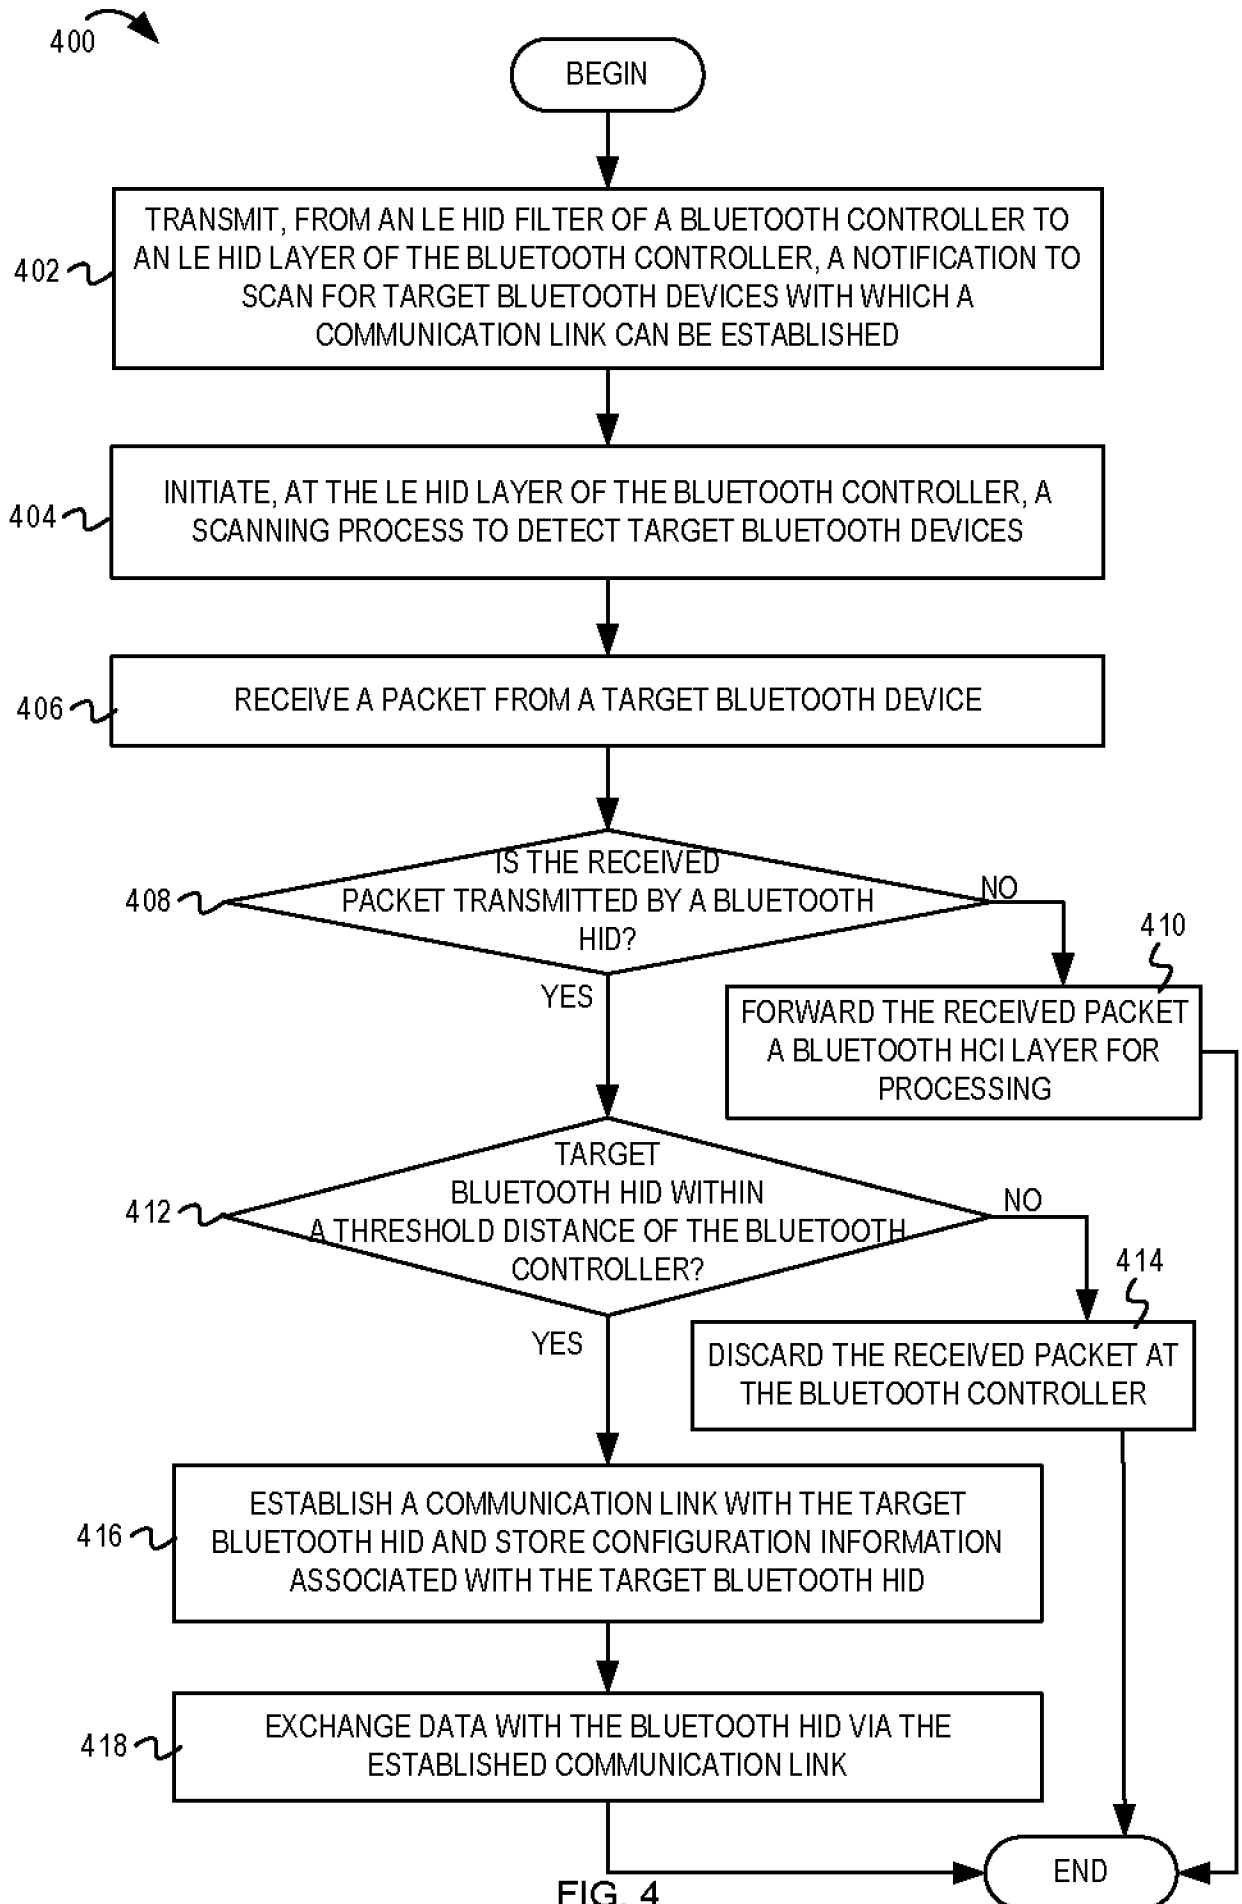 400
BEGIN
TRANSMIT, FROM AN LE HID FILTER OF A BLUETOOTH CONTROLLER TO
AN LE HID LAYER OF THE BLUETOOTH CONTROLLER, A NOTIFICATION TO
SCAN FOR TARGET BLUETOOTH DEVICES WITH WHICH A
COMMUNICATION LINK CAN BE ESTABLISHED
402
INITIATE, AT THE LE HID LAYER OF THE BLUETOOTH CONTROLLER, A
SCANNING PROCESS TO DETECT TARGET BLUETOOTH DEVICES
404
RECEIVE A PACKET FROM A TARGET BLUETOOTH DEVICE
406
IS THE RECEIVED
PACKET TRANSMITTED BY A BLUETOOTH
HID?
408
NO
YES
410
FORWARD THE RECEIVED PACKET
A BLUETOOTH HCI LAYER FOR
PROCESSING
TARGET
BLUETOOTH HID WITHIN
A THRESHOLD DISTANCE OF THE BLUETOOTH
CONTROLLER?
412
NO
YES
414
DISCARD THE RECEIVED PACKET AT
THE BLUETOOTH CONTROLLER
ESTABLISH A COMMUNICATION LINK WITH THE TARGET
BLUETOOTH HID AND STORE CONFIGURATION INFORMATION
ASSOCIATED WITH THE TARGET BLUETOOTH HID
416
EXCHANGE DATA WITH THE BLUETOOTH HID VIA THE
ESTABLISHED COMMUNICATION LINK
418
END
FIG. 4